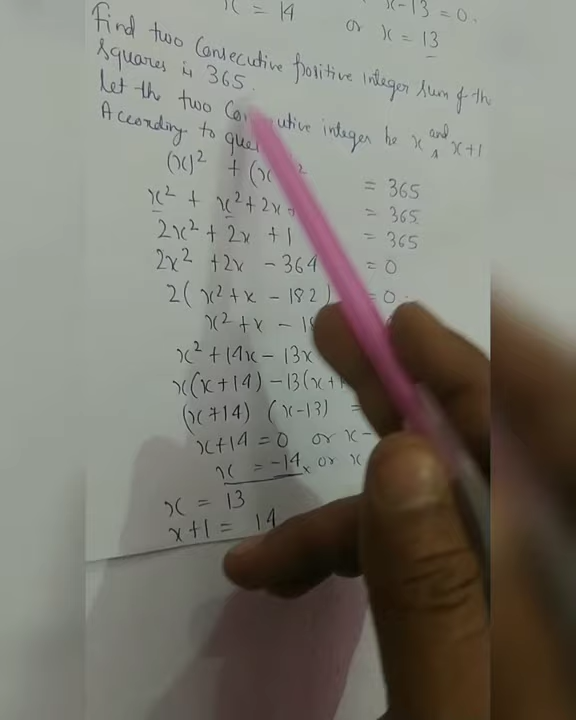 x = 14
x-13 = 0.
or x = 13
Find two Consecutive positive integer sum of the
squares is 365.
Let the two integer be x and x+1
According to
(x)² + (x ²
= 365
x² + x² + 2x + = 365
2x² + 2x + 1 = 365
2x² + 2x - 364 = 0
2(x² + x - 182) = 0.
x² + x - 18
x² + 14x - 13x
x(x+14) - 13(x+1
(x+14) (x-13) =
x+14 = 0 or x-
x = -14 x or x
x = 13
x+1 = 14